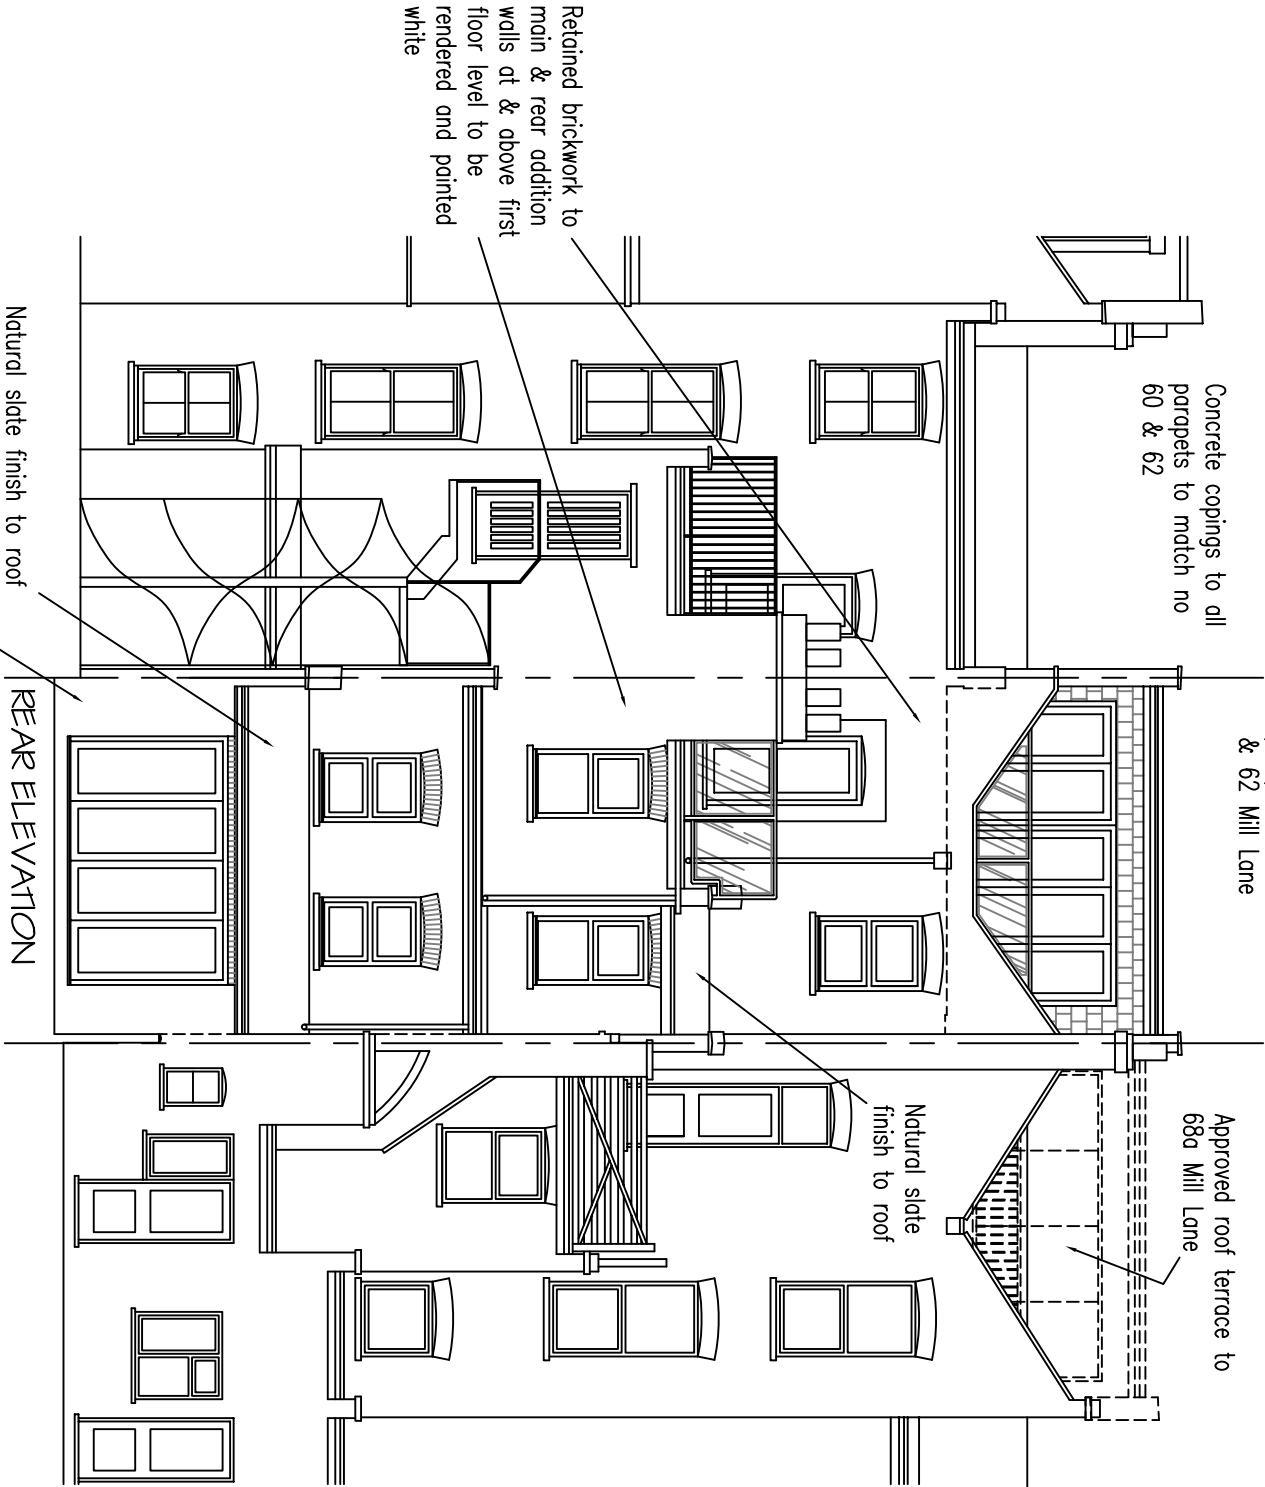 & 62 Mill Lane
Concrete copings to all
parapets to match no
60 & 62
Approved roof terrace to
68a Mill Lane
Retained brickwork to
main & rear addition
walls at & above first
floor level to be
rendered and painted
white
Natural slate
finish to roof
Natural slate finish to roof
REAR ELEVATION